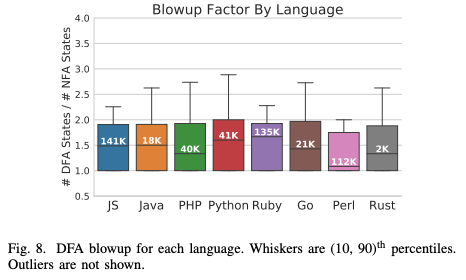 Blowup Factor By Language
# DFA States / # NFA States
4.0
3.5
3.0
2.5
2.0
1.5
1.0
0.5
141K
18K
40K
41K
135K
21K
112K
2K
JS Java PHP Python Ruby Go Perl Rust
Fig. 8. DFA blowup for each language. Whiskers are (10, 90)th percentiles.
Outliers are not shown.